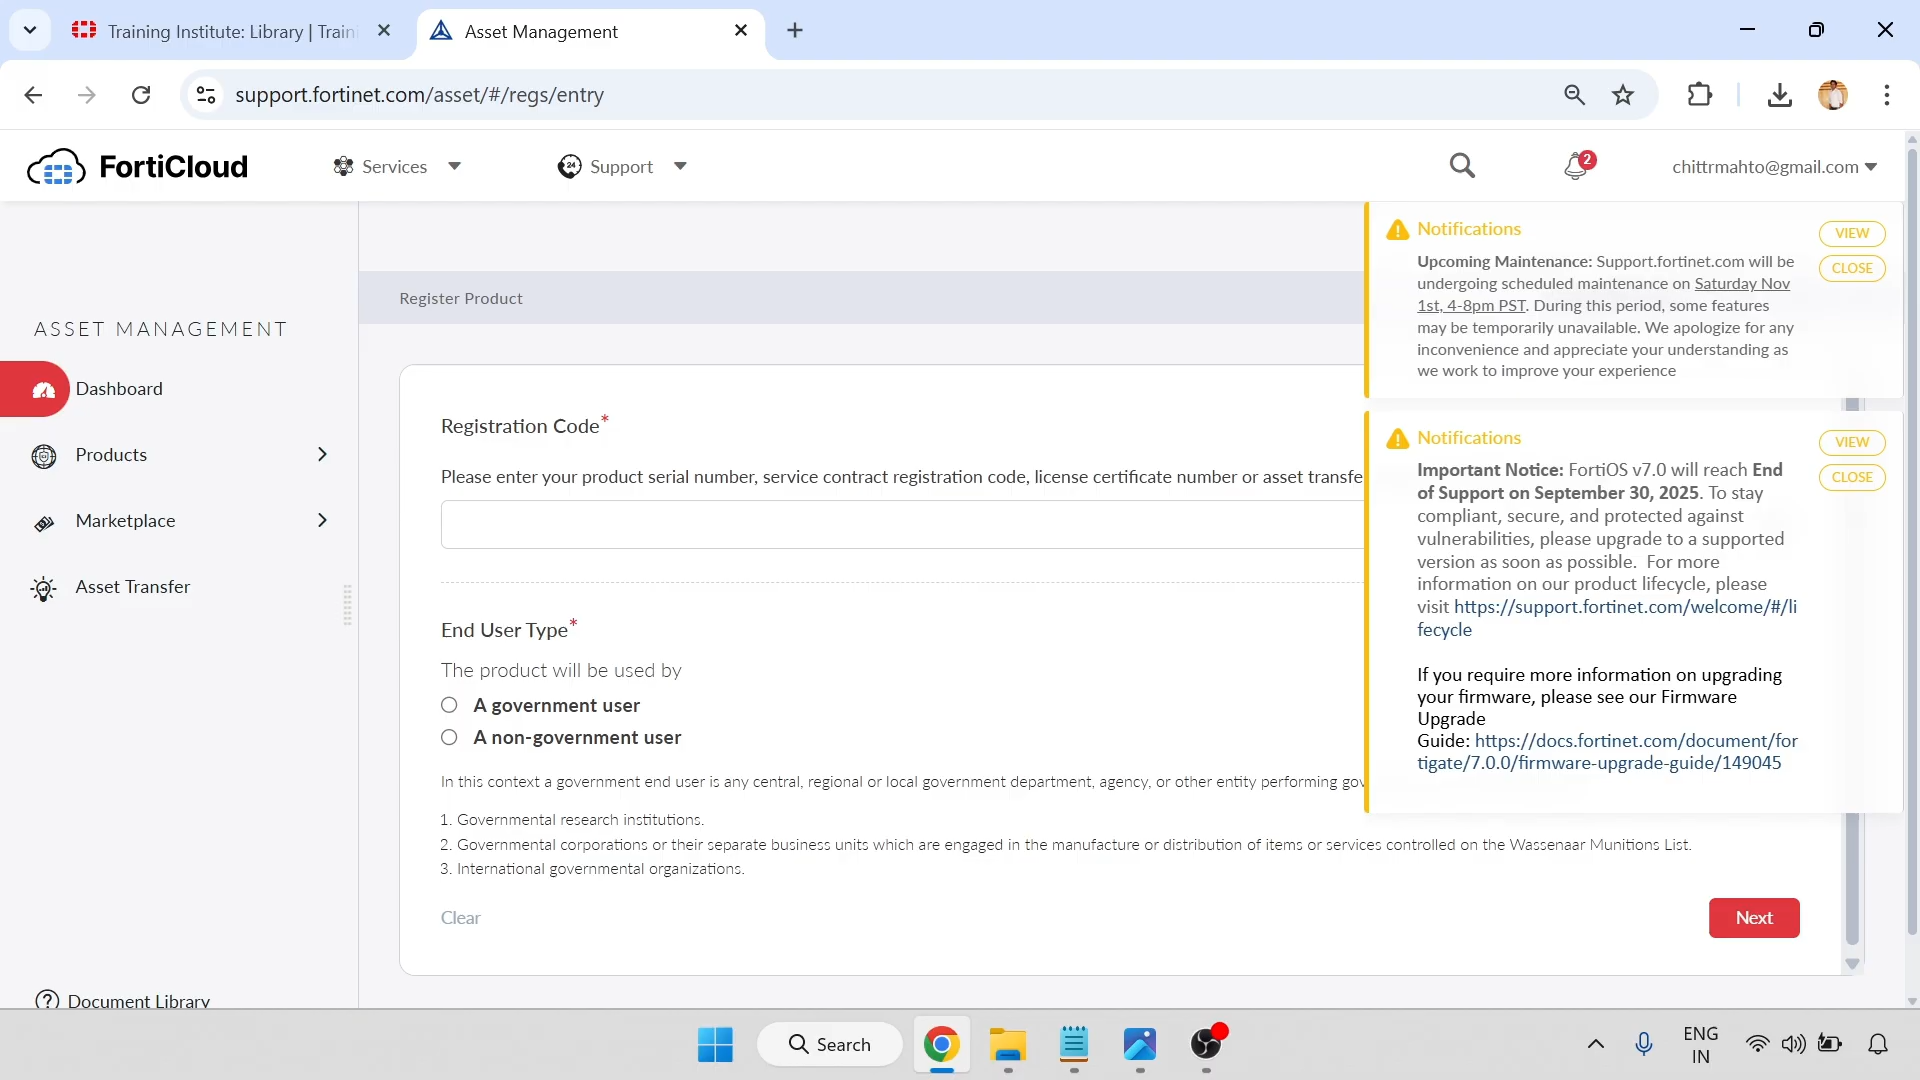 Training Institute: Library | Traini
Asset Management
support.fortinet.com/asset/#/regs/entry
FortiCloud
Services
24
Support
2
chittrmahto@gmail.com
Notifications
VIEW
CLOSE
Upcoming Maintenance: Support.fortinet.com will be
undergoing scheduled maintenance on Saturday Nov
1st, 4-8pm PST. During this period, some features
may be temporarily unavailable. We apologize for any
inconvenience and appreciate your understanding as
we work to improve your experience
Notifications
VIEW
CLOSE
Important Notice: FortiOS v7.0 will reach End
of Support on September 30, 2025. To stay
compliant, secure, and protected against
vulnerabilities, please upgrade to a supported
version as soon as possible. For more
information on our product lifecycle, please
visit https://support.fortinet.com/welcome/#/li
fecycle
If you require more information on upgrading
your firmware, please see our Firmware
Upgrade
Guide: https://docs.fortinet.com/document/for
tigate/7.0.0/firmware-upgrade-guide/149045
ASSET MANAGEMENT
Dashboard
Products
Marketplace
Asset Transfer
Document Library
Register Product
Registration Code*
Please enter your product serial number, service contract registration code, license certificate number or asset transfe
End User Type*
The product will be used by
A government user
A non-government user
In this context a government end user is any central, regional or local government department, agency, or other entity performing gov
1. Governmental research institutions.
2. Governmental corporations or their separate business units which are engaged in the manufacture or distribution of items or services controlled on the Wassenaar Munitions List.
3. International governmental organizations.
Clear
Next
Search
ENG
IN